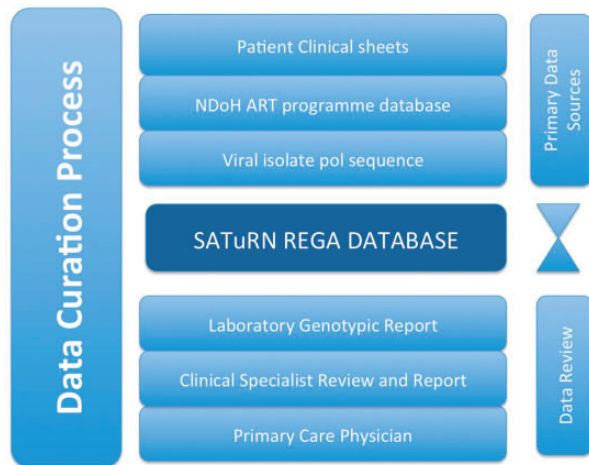 Data Curation Process
Patient Clinical sheets
NDoH ART programme database
Viral isolate pol sequence
Primary Data
Sources
SATuRN REGA DATABASE
Laboratory Genotypic Report
Clinical Specialist Review and Report
Primary Care Physician
Data Review